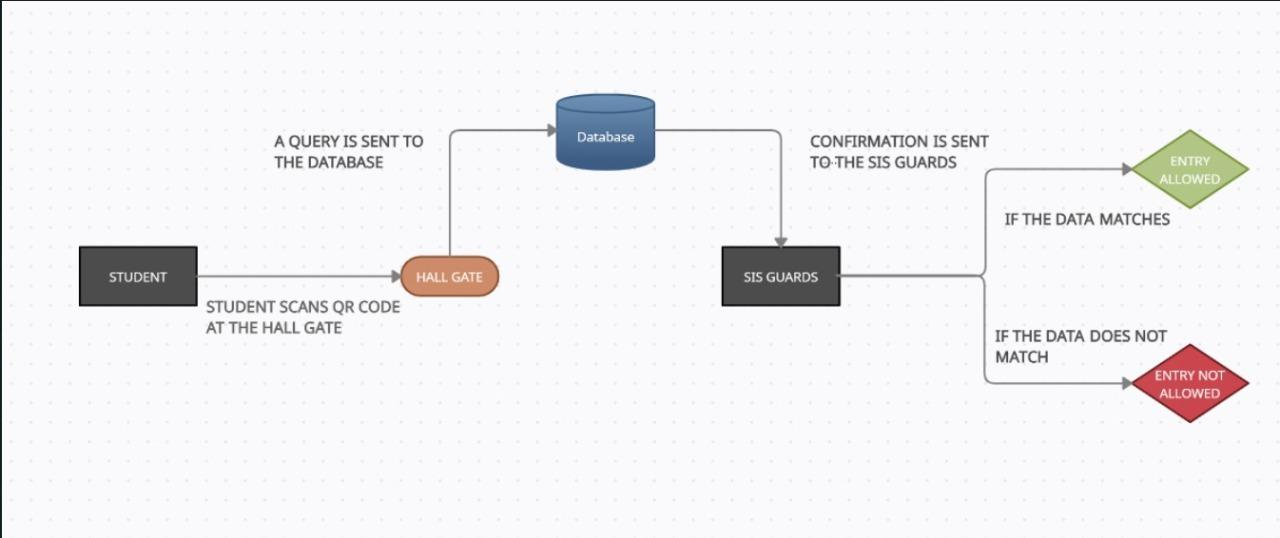 A QUERY IS SENT TO
THE DATABASE
Database
CONFIRMATION IS SENT
TO THE SIS GUARDS
ENTRY
ALLOWED
IF THE DATA MATCHES
STUDENT
HALL GATE
SIS GUARDS
STUDENT SCANS QR CODE
AT THE HALL GATE
IF THE DATA DOES NOT
MATCH
ENTRY NOT
ALLOWED